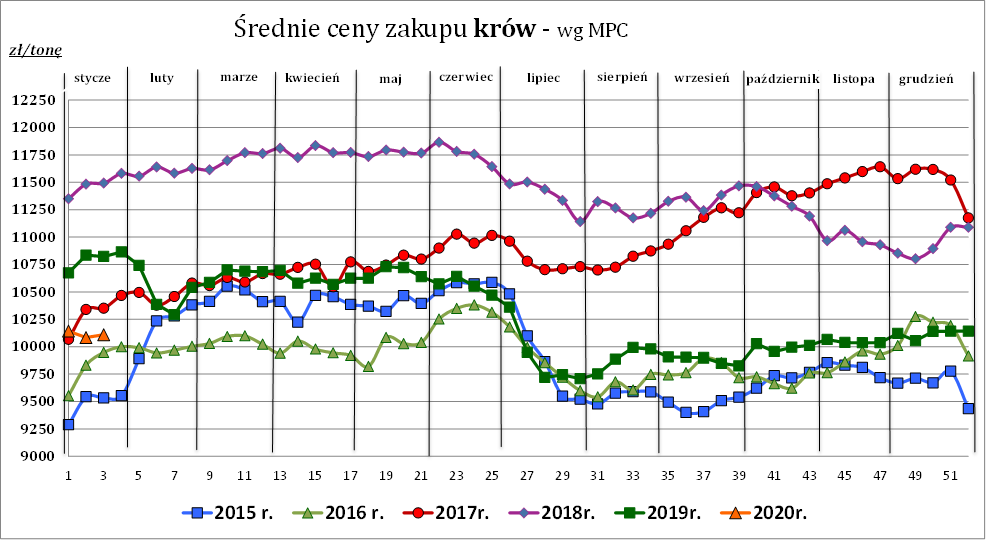 Średnie ceny zakupu krów - wg MPC
zł/tonę
stycze luty marze kwiecień maj czerwiec lipiec sierpień wrzesień październik listopa grudzień
12250
12000
11750
11500
11250
11000
10750
10500
10250
10000
9750
9500
9250
9000
1 3 5 7 9 11 13 15 17 19 21 23 25 27 29 31 33 35 37 39 41 43 45 47 49 51
2015 r. 2016 r. 2017r. 2018r. 2019r. 2020r.